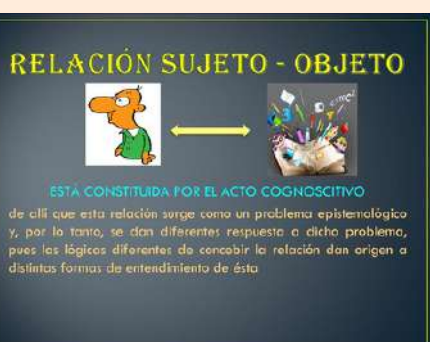 RELACIÓN SUJETO - OBJETO
ESTÁ CONSTITUIDA POR EL ACTO COGNOSCITIVO
de allí que esta relación surge como un problema epistemológico
y, por lo tanto, se dan diferentes respuesta a dicho problema,
pues las lógicas diferentes de concebir la relación dan origen a
distintas formas de entendimiento de ésta